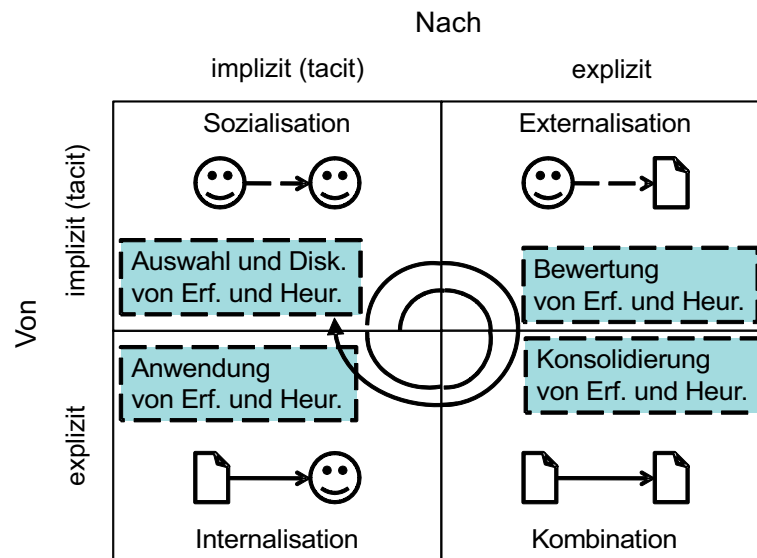 Nach
implizit (tacit)
explizit
Von
implizit (tacit)
explizit
Sozialisation
Externalisation
Auswahl und Disk.
von Erf. und Heur.
Bewertung
von Erf. und Heur.
Anwendung
von Erf. und Heur.
Konsolidierung
von Erf. und Heur.
Internalisation
Kombination